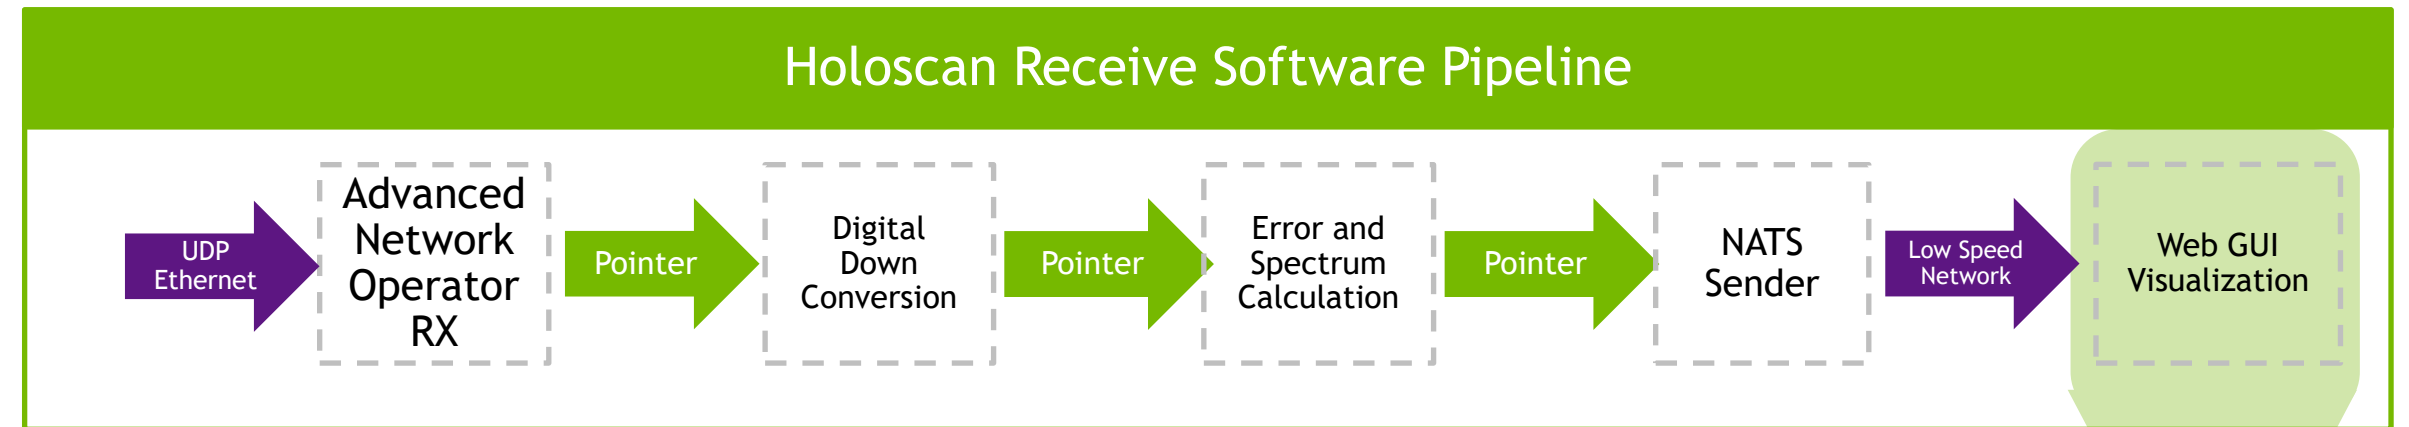 Holoscan Receive Software Pipeline
UDP
Ethernet
Advanced
Network
Operator
RX
Pointer
Digital
Down
Conversion
Pointer
Error and
Spectrum
Calculation
Pointer
NATS
Sender
Low Speed
Network
Web GUI
Visualization